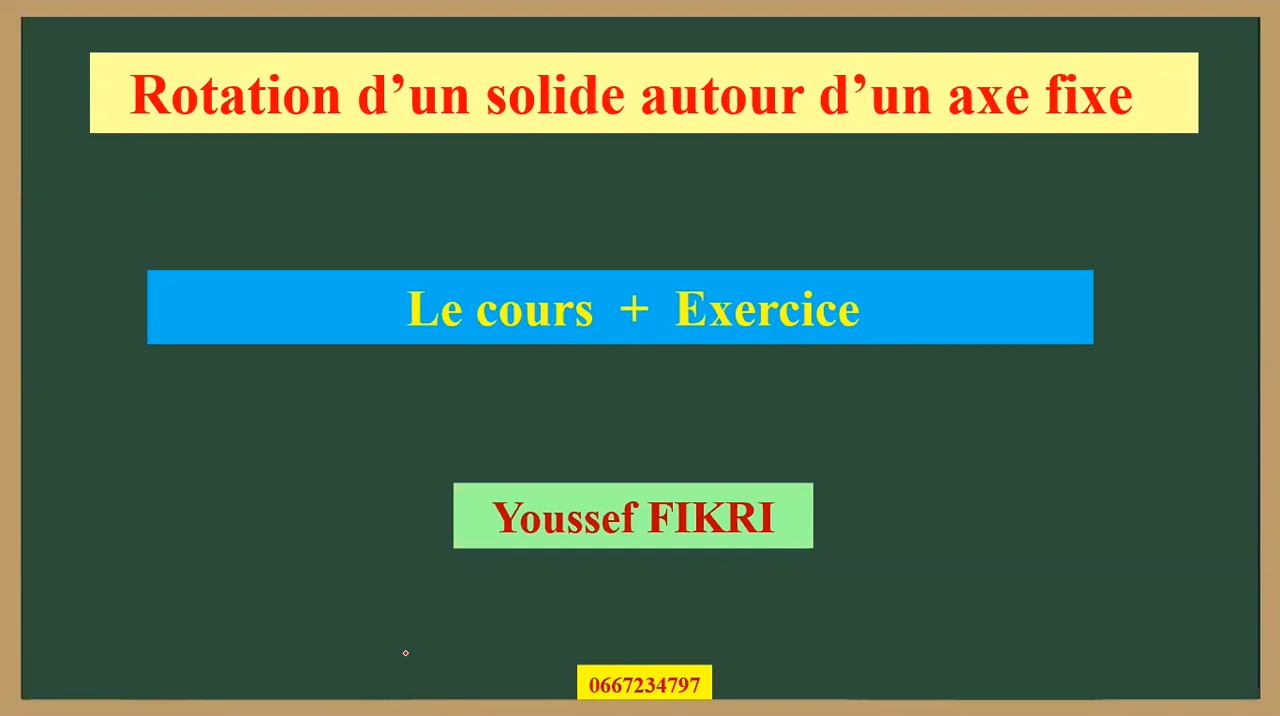 Rotation d’un solide autour d’un axe fixe
Le cours + Exercice
Youssef FIKRI
0667234797